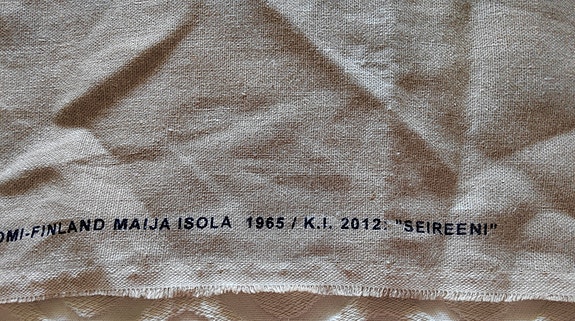 OMI-FINLAND MAIJA ISOLA 1965 / K.I. 2012: "SEIREENI"